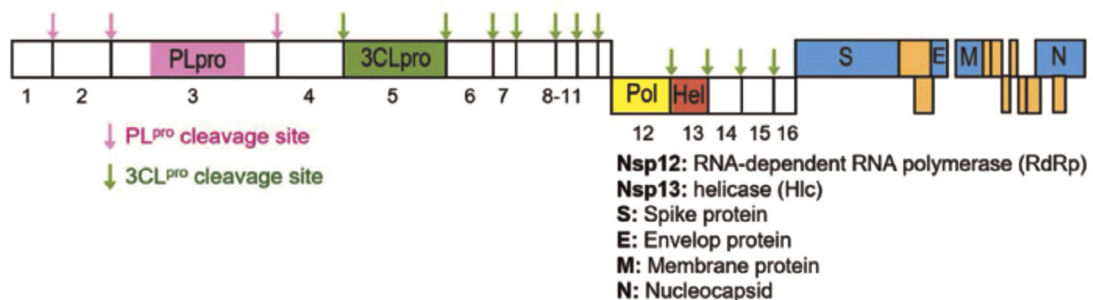 PLpro 3CLpro S E M N
1 2 3 4 5 6 7 8-11 Pol Hel
12 13 14 15 16
PLpro cleavage site
3CLpro cleavage site
Nsp12: RNA-dependent RNA polymerase (RdRp)
Nsp13: helicase (Hlc)
S: Spike protein
E: Envelop protein
M: Membrane protein
N: Nucleocapsid